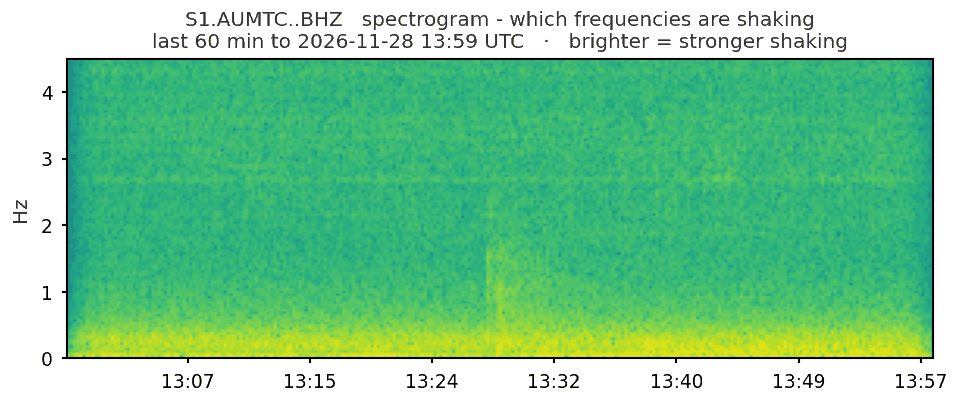 S1.AUMTC..BHZ   spectrogram - which frequencies are shaking
last 60 min to 2026-11-28 13:59 UTC   ·   brighter = stronger shaking
4
3
2
1
0
Hz
13:07 13:15 13:24 13:32 13:40 13:49 13:57